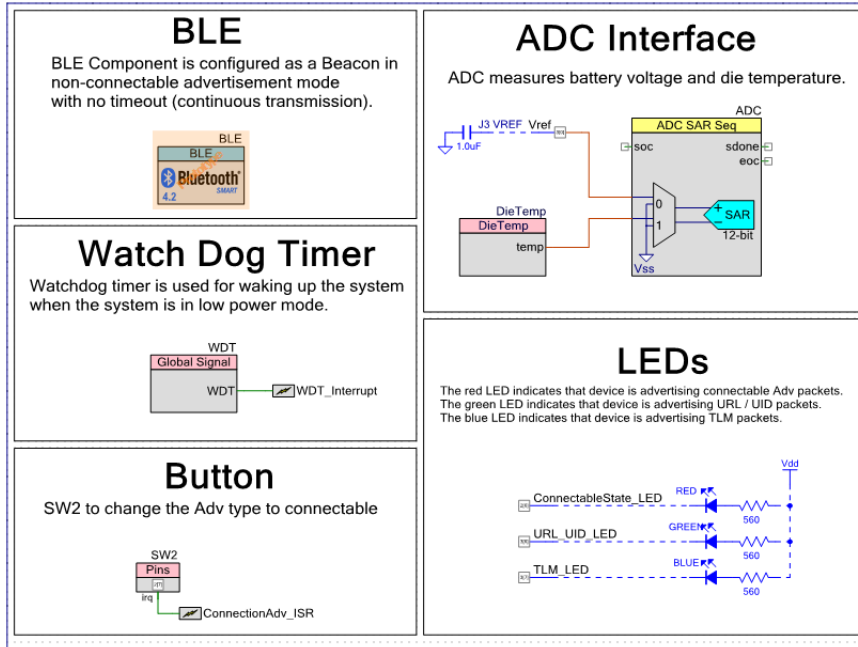 BLE
BLE Component is configured as a Beacon in
non-connectable advertisement mode
with no timeout (continuous transmission).
BLE
BLE
Bluetooth®
SMART
4.2
Watch Dog Timer
Watchdog timer is used for waking up the system
when the system is in low power mode.
WDT
Global Signal
WDT
WDT_Interrupt
Button
SW2 to change the Adv type to connectable
SW2
Pins
irq
ConnectionAdv_ISR
ADC Interface
ADC measures battery voltage and die temperature.
ADC
ADC SAR Seq
J3 VREF
Vref
1.0uF
soc
sdone
eoc
DieTemp
DieTemp
temp
0
1
+
−
SAR
12-bit
Vss
LEDs
The red LED indicates that device is advertising connectable Adv packets.
The green LED indicates that device is advertising URL / UID packets.
The blue LED indicates that device is advertising TLM packets.
Vdd
ConnectableState_LED
RED
560
URL_UID_LED
GREEN
560
TLM_LED
BLUE
560